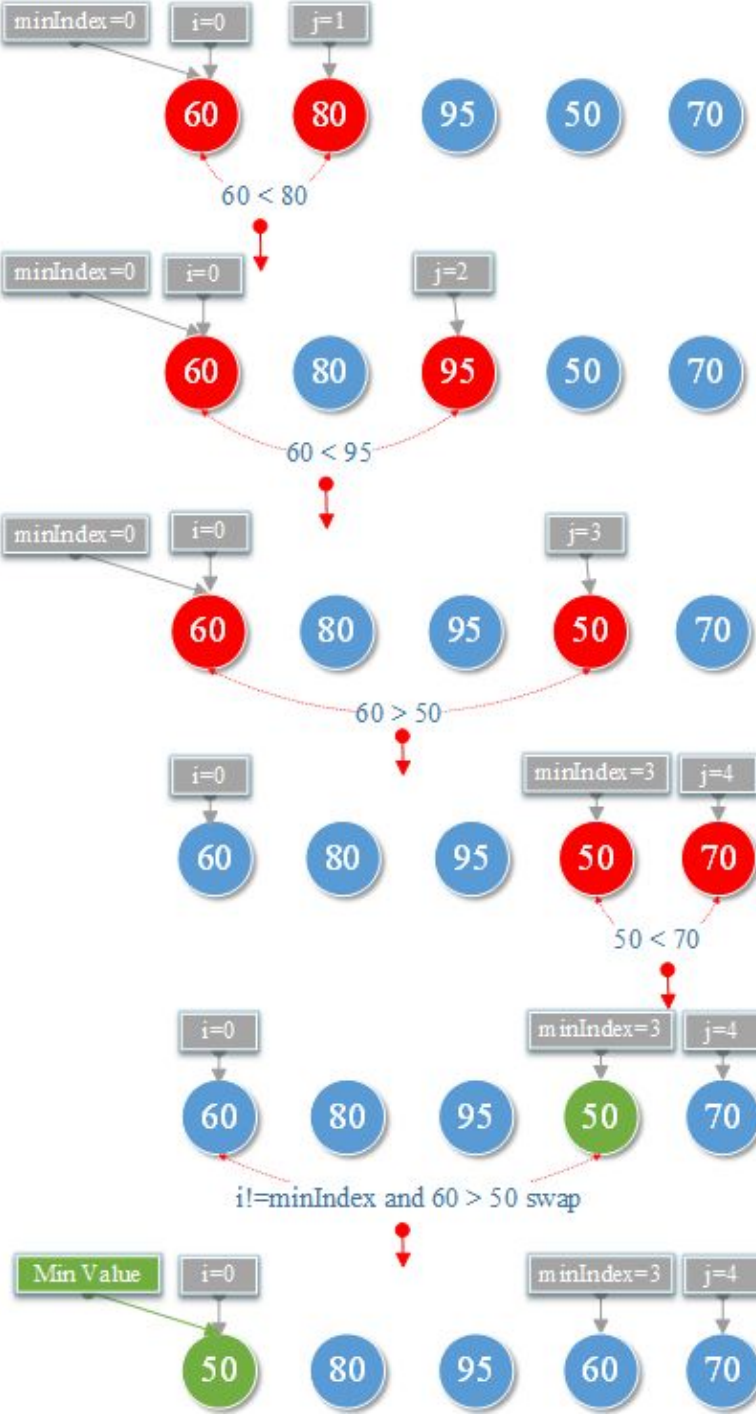 minIndex=0 i=0 j=1
60 80 95 50 70
60 < 80
minIndex=0 i=0 j=2
60 80 95 50 70
60 < 95
minIndex=0 i=0 j=3
60 80 95 50 70
60 > 50
i=0 minIndex=3 j=4
60 80 95 50 70
50 < 70
i=0 minIndex=3 j=4
60 80 95 50 70
i!=minIndex and 60 > 50 swap
Min Value i=0 minIndex=3 j=4
50 80 95 60 70